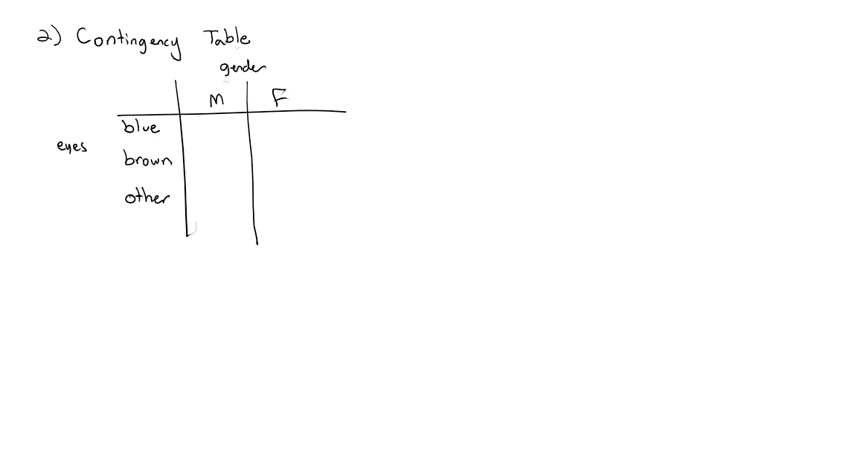 2) Contingency Table
gender
M F
blue
eyes
brown
other